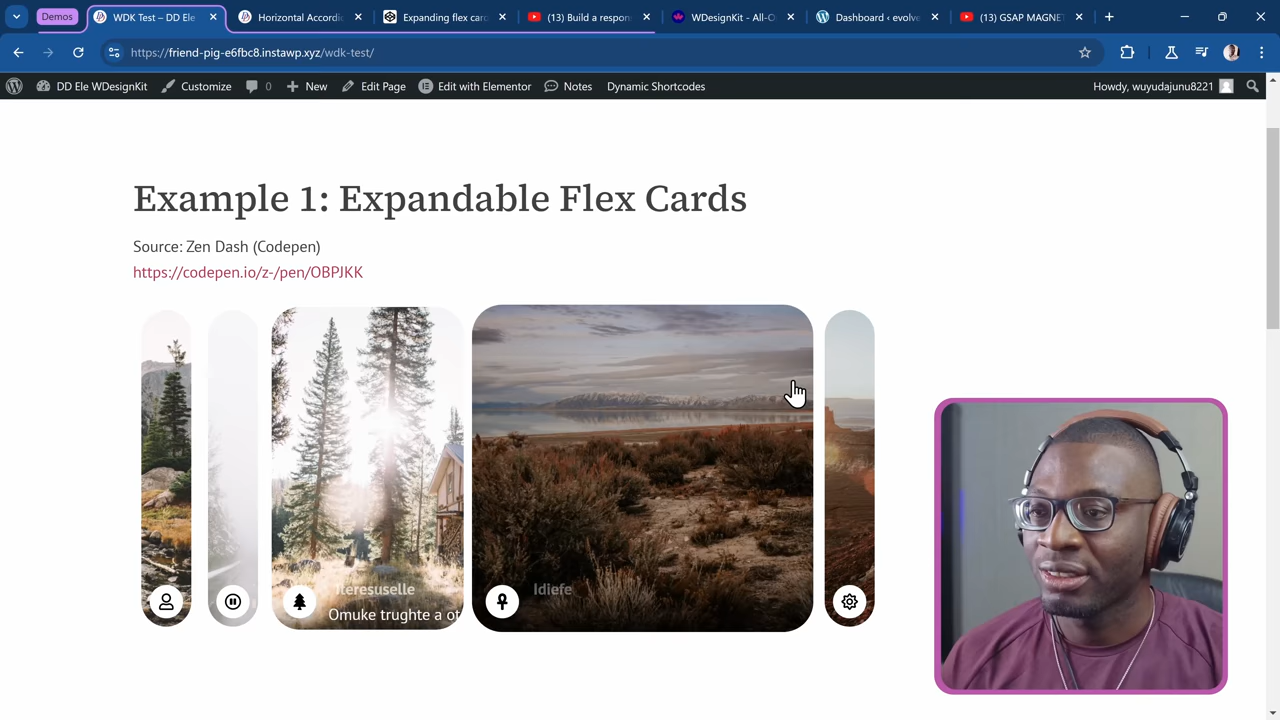 Demos
WDK Test – DD Ele
Horizontal Accordic
Expanding flex card
(13) Build a respon
WDesignKit - All-O
Dashboard ‹ evolve
(13) GSAP MAGNET
https://friend-pig-e6fbc8.instawp.xyz/wdk-test/
DD Ele WDesignKit
Customize
0
New
Edit Page
Edit with Elementor
Notes
Dynamic Shortcodes
Howdy, wuyudajunu8221
Example 1: Expandable Flex Cards
Source: Zen Dash (Codepen)
https://codepen.io/z-/pen/OBPJKK
Iteresuselle
Omuke trughte a ot
Idiefe